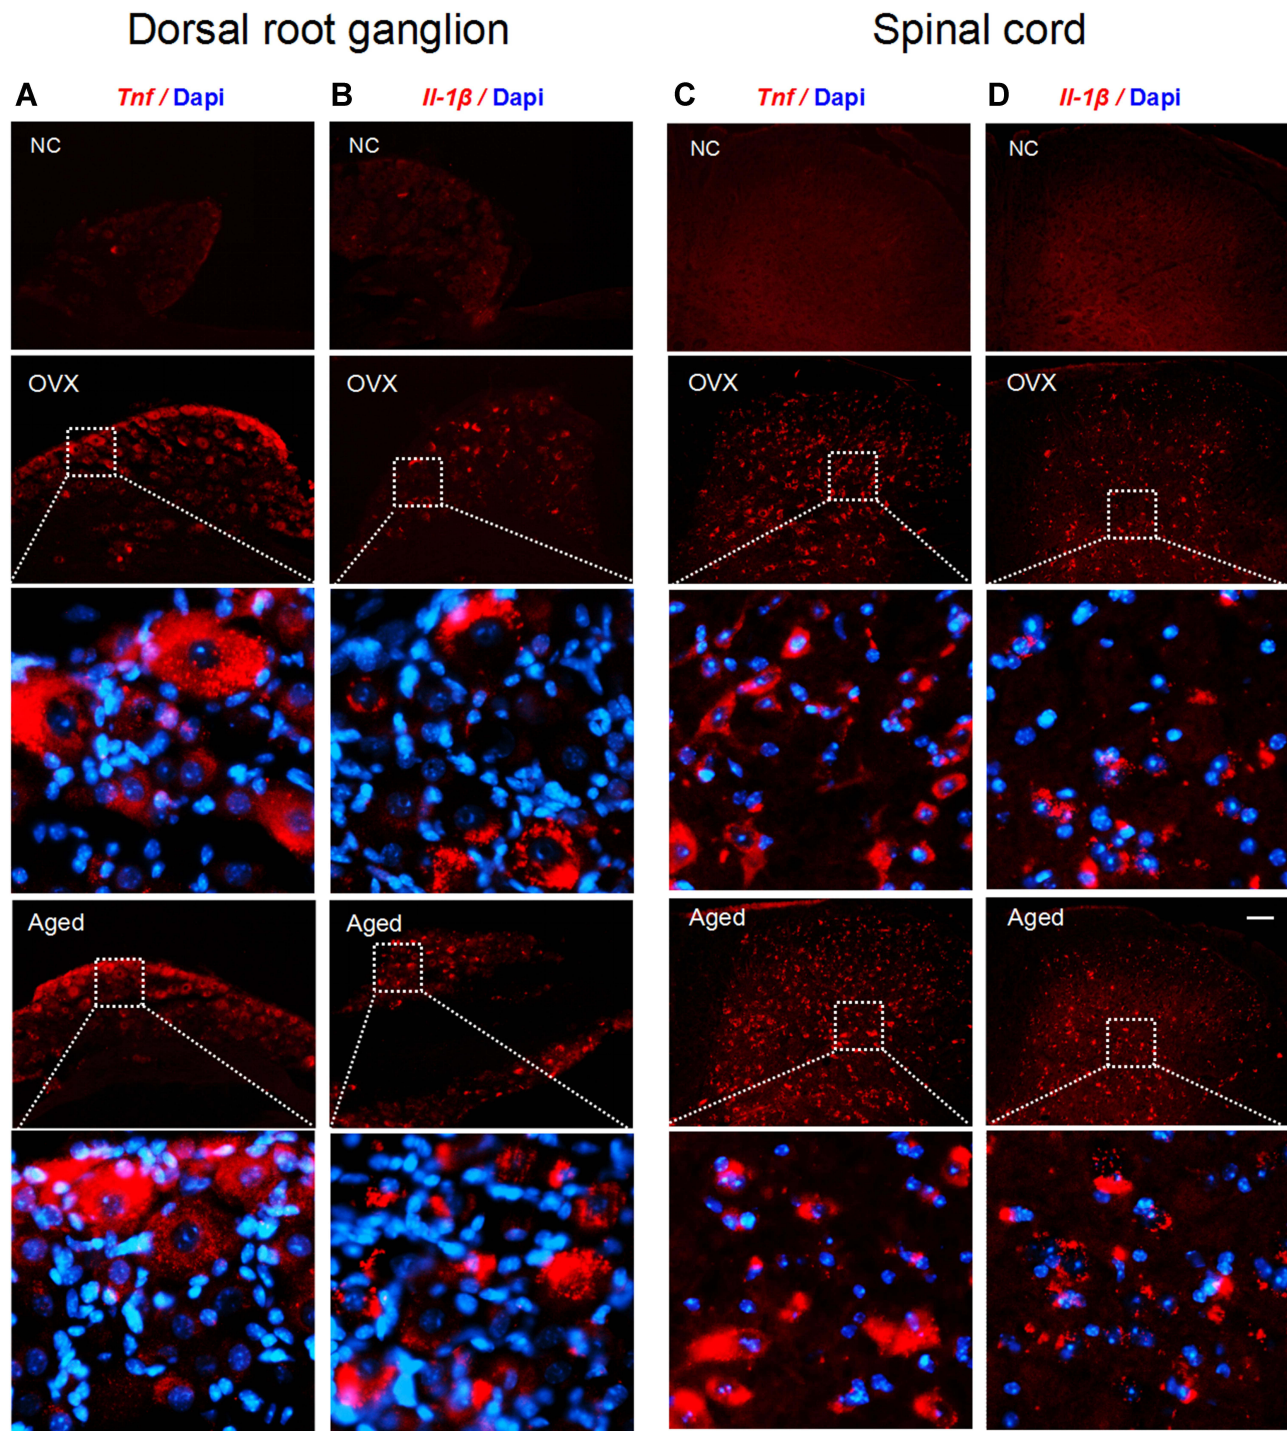 Dorsal root ganglion
Spinal cord
A Tnf / Dapi
B Il-1β / Dapi
C Tnf / Dapi
D Il-1β / Dapi
NC
NC
NC
NC
OVX
OVX
OVX
OVX
Aged
Aged
Aged
Aged